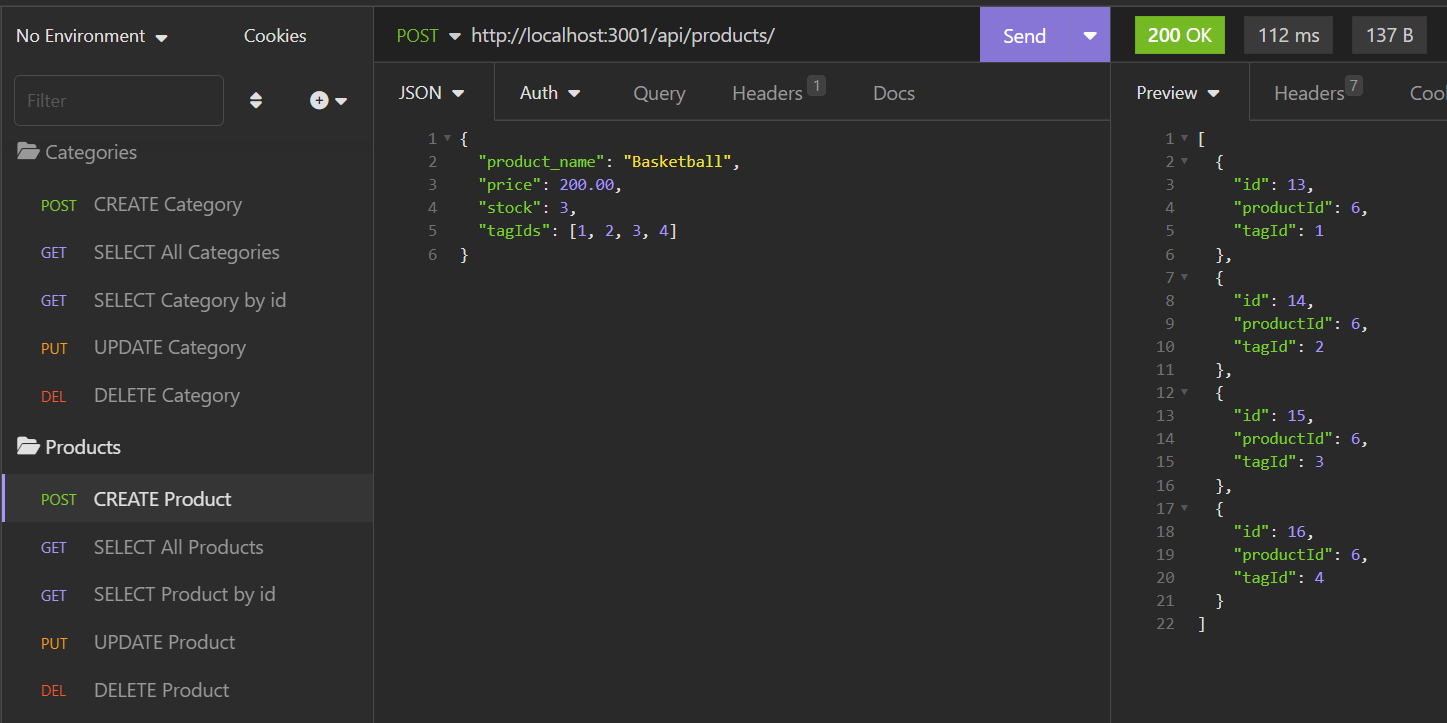 No Environment
Cookies
Filter
Categories
POST CREATE Category
GET SELECT All Categories
GET SELECT Category by id
PUT UPDATE Category
DEL DELETE Category
Products
POST CREATE Product
GET SELECT All Products
GET SELECT Product by id
PUT UPDATE Product
DEL DELETE Product
POST http://localhost:3001/api/products/ Send
JSON Auth Query Headers 1 Docs
1 {
2 "product_name": "Basketball",
3 "price": 200.00,
4 "stock": 3,
5 "tagIds": [1, 2, 3, 4]
6 }
200 OK 112 ms 137 B
Preview Headers 7 Coo
1 [
2 {
3 "id": 13,
4 "productId": 6,
5 "tagId": 1
6 },
7 {
8 "id": 14,
9 "productId": 6,
10 "tagId": 2
11 },
12 {
13 "id": 15,
14 "productId": 6,
15 "tagId": 3
16 },
17 {
18 "id": 16,
19 "productId": 6,
20 "tagId": 4
21 }
22 ]